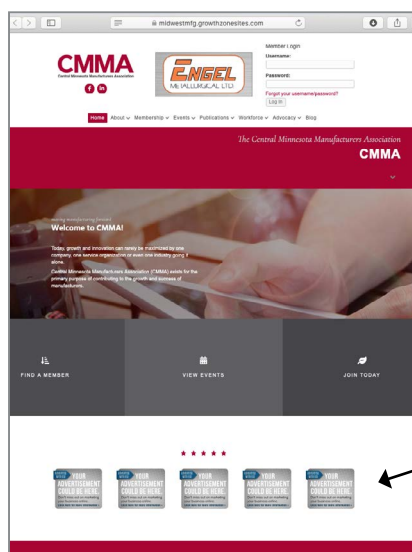 midwestmfg.growthzonesites.com
CMMA
Central Minnesota Manufacturers Association
ENGEL
METALLURGICAL LTD.
Member Login
Username:
Password:
Forgot your username/password?
Log in
Home About Membership Events Publications Workforce Advocacy Blog
The Central Minnesota Manufacturers Association
CMMA
Moving Manufacturing Forward
Welcome to CMMA!
Today, growth and innovation can rarely be maximized by one
company, one service organization or even one industry going it
alone.
Central Minnesota Manufacturers Association (CMMA) exists for the
primary purpose of contributing to the growth and success of
manufacturers.
FIND A MEMBER
VIEW EVENTS
JOIN TODAY
YOUR
ADVERTISEMENT
COULD BE HERE.
YOUR
ADVERTISEMENT
COULD BE HERE.
YOUR
ADVERTISEMENT
COULD BE HERE.
YOUR
ADVERTISEMENT
COULD BE HERE.
YOUR
ADVERTISEMENT
COULD BE HERE.